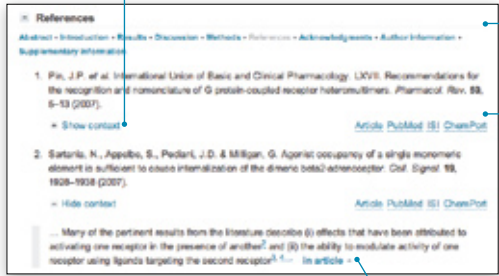 References
Abstract • Introduction • Results • Discussion • Methods • References • Acknowledgments • Author information •
Supplementary information
1. Pin, J.P. et al. International Union of Basic and Clinical Pharmacology. LXVII. Recommendations for
the recognition and nomenclature of G protein-coupled receptor heteromultimers. Pharmacol. Rev. 59,
5–13 (2007).
Show context
Article PubMed ISI ChemPort
2. Sartania, N., Appelbe, S., Pediani, J.D. & Milligan, G. Agonist occupancy of a single monomeric
element is sufficient to cause internalization of the dimeric beta2-adrenoceptor. Cell. Signal. 19,
1928–1938 (2007).
Hide context
Article PubMed ISI ChemPort
... Many of the pertinent results from the literature describe (i) effects that have been attributed to
activating one receptor in the presence of another2 and (ii) the ability to modulate activity of one
receptor using ligands targeting the second receptor3, 4... in article